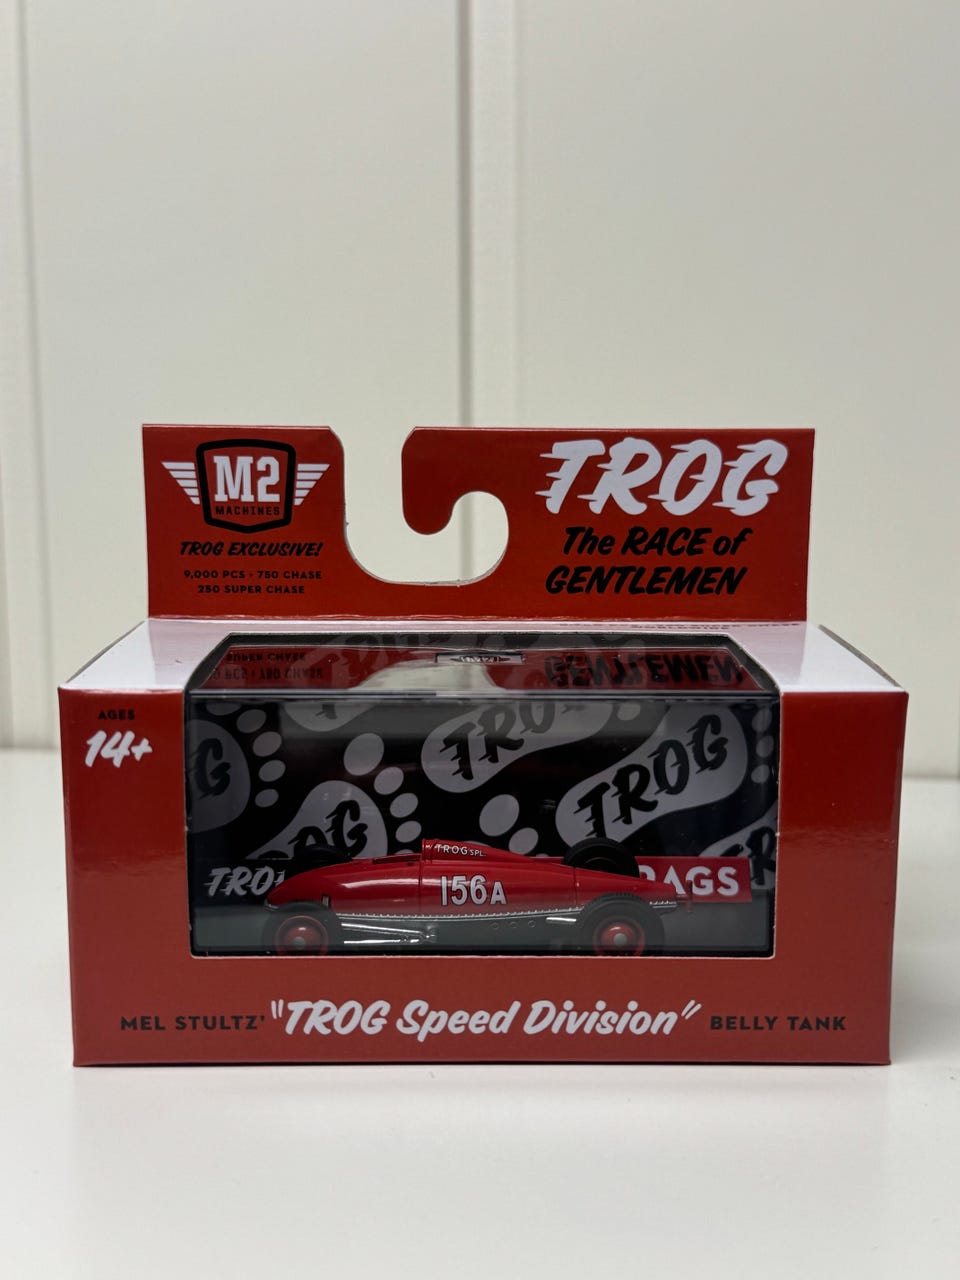 M2
MACHINES
TROG EXCLUSIVE!
9,000 PCS • 750 CHASE
250 SUPER CHASE
TROG
The RACE of
GENTLEMEN
AGES
14+
TROG
TROG
TROG
TROG SPL.
156A
MEL STULTZ' "TROG Speed Division" BELLY TANK